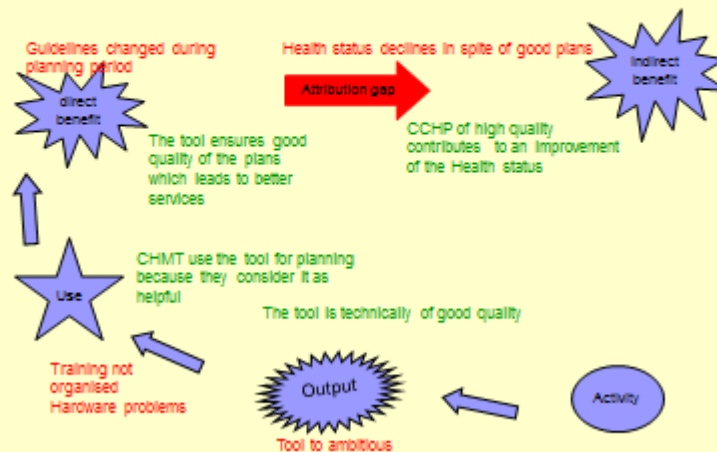 Guidelines changed during
planning period
Health status declines in spite of good plans
Indirect
benefit
Attribution gap
direct
benefit
The tool ensures good
quality of the plans
which leads to better
services
CCHP of high quality
contributes to an improvement
of the Health status
CHMT use the tool for planning
because they consider it as
helpful
Use
The tool is technically of good quality
Training not
organised
Hardware problems
Output
Activity
Tool to ambitious